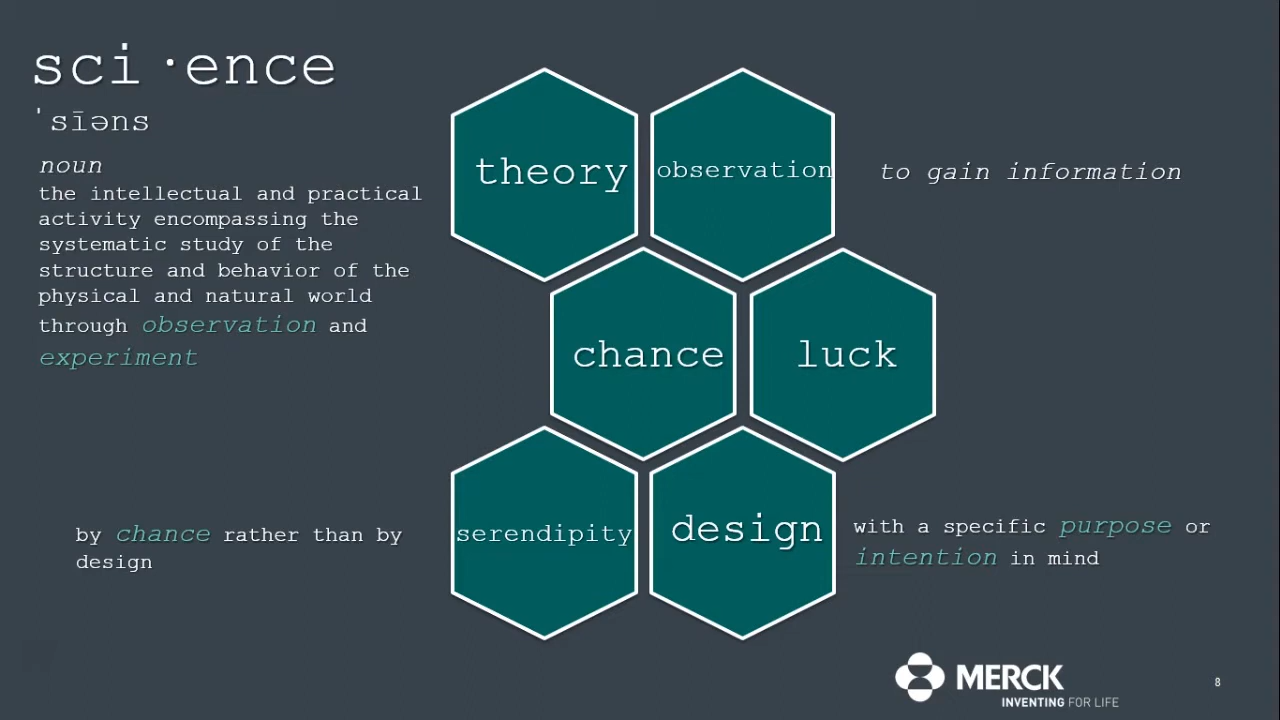 sci·ence
ˈsīəns
noun
the intellectual and practical
activity encompassing the
systematic study of the
structure and behavior of the
physical and natural world
through observation and
experiment
theory
observation
to gain information
chance
luck
by chance rather than by
design
serendipity
design
with a specific purpose or
intention in mind
MERCK
INVENTING FOR LIFE
8